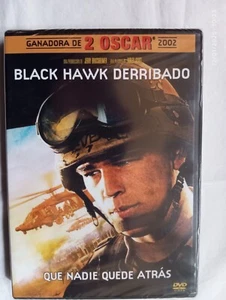 GANADORA DE 2 OSCAR 2002
BLACK HAWK DERRIBADO
QUE NADIE QUEDE ATRÁS
DVD